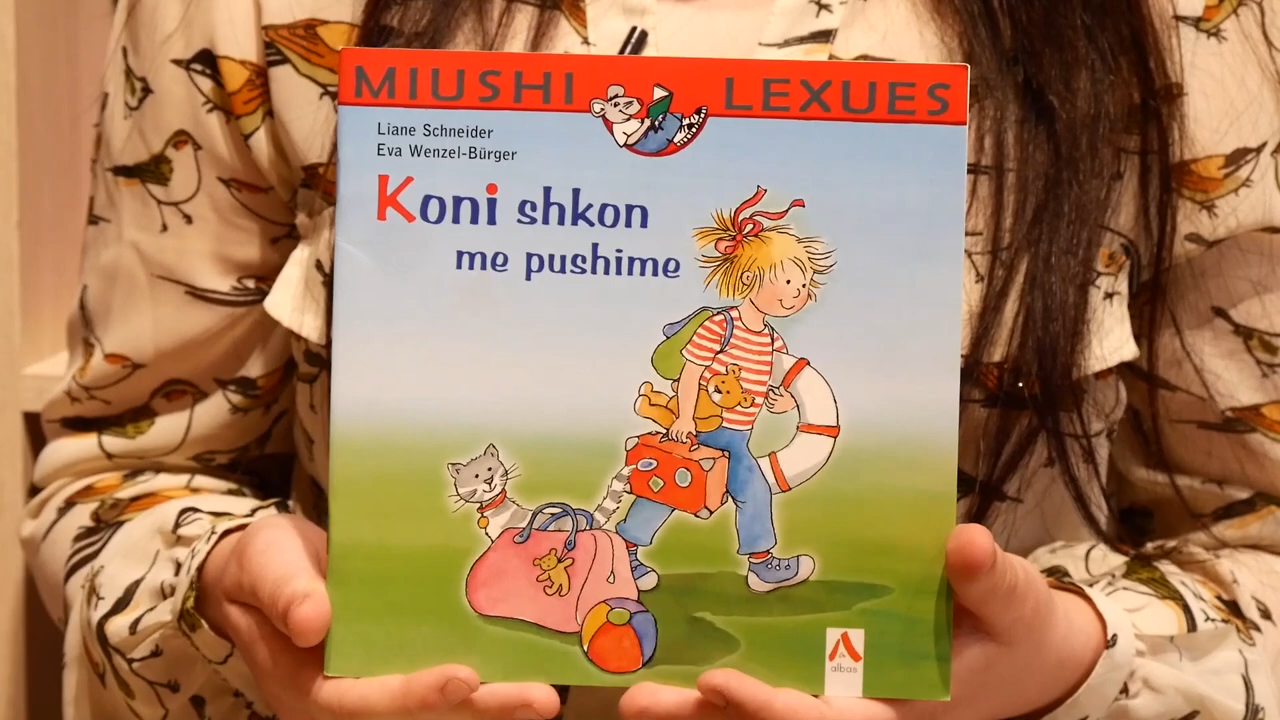 MIUSHI LEXUES
Liane Schneider
Eva Wenzel-Bürger
Koni shkon
me pushime
albas